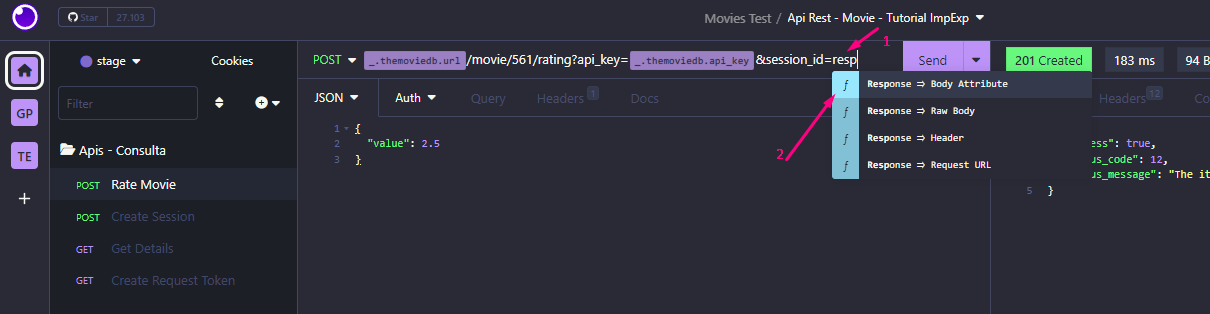 Star 27,103
Movies Test / Api Rest - Movie - Tutorial ImpExp
1
stage Cookies
POST _.themoviedb.url /movie/561/rating?api_key= _.themoviedb.api_key &session_id=resp
Send
201 Created 183 ms 94 B
GP
TE
Filter
JSON Auth Query Headers 1 Docs
Headers 12 Co
ƒ Response ⇒ Body Attribute
ƒ Response ⇒ Raw Body
ƒ Response ⇒ Header
ƒ Response ⇒ Request URL
2
1 {
2 "value": 2.5
3 }
ess": true,
us_code": 12,
us_message": "The it
5 }
Apis - Consulta
POST Rate Movie
POST Create Session
GET Get Details
GET Create Request Token